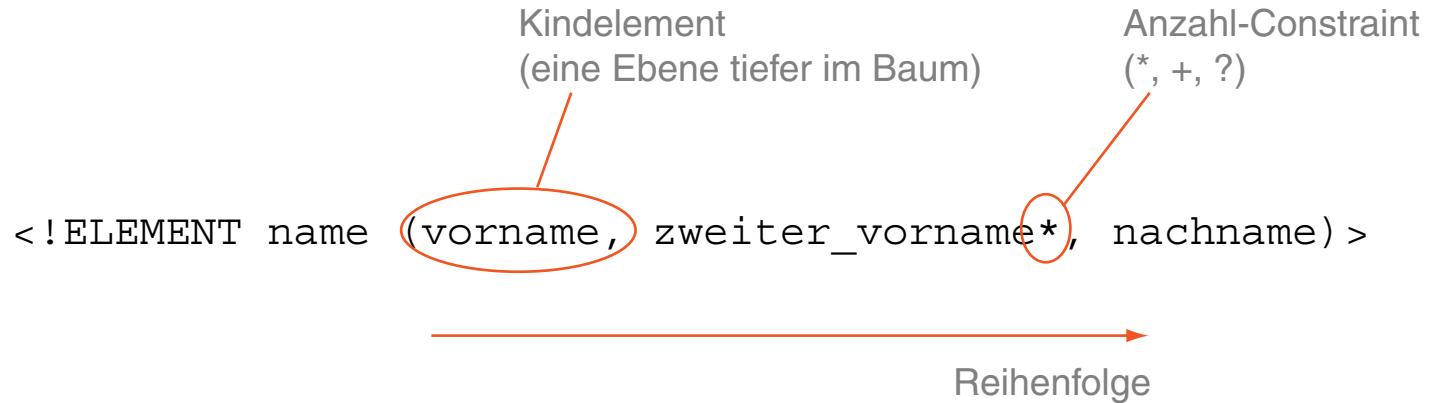 Kindelement
(eine Ebene tiefer im Baum)
Anzahl-Constraint
(*, +, ?)
<!ELEMENT name (vorname, zweiter_vorname*, nachname)>
Reihenfolge